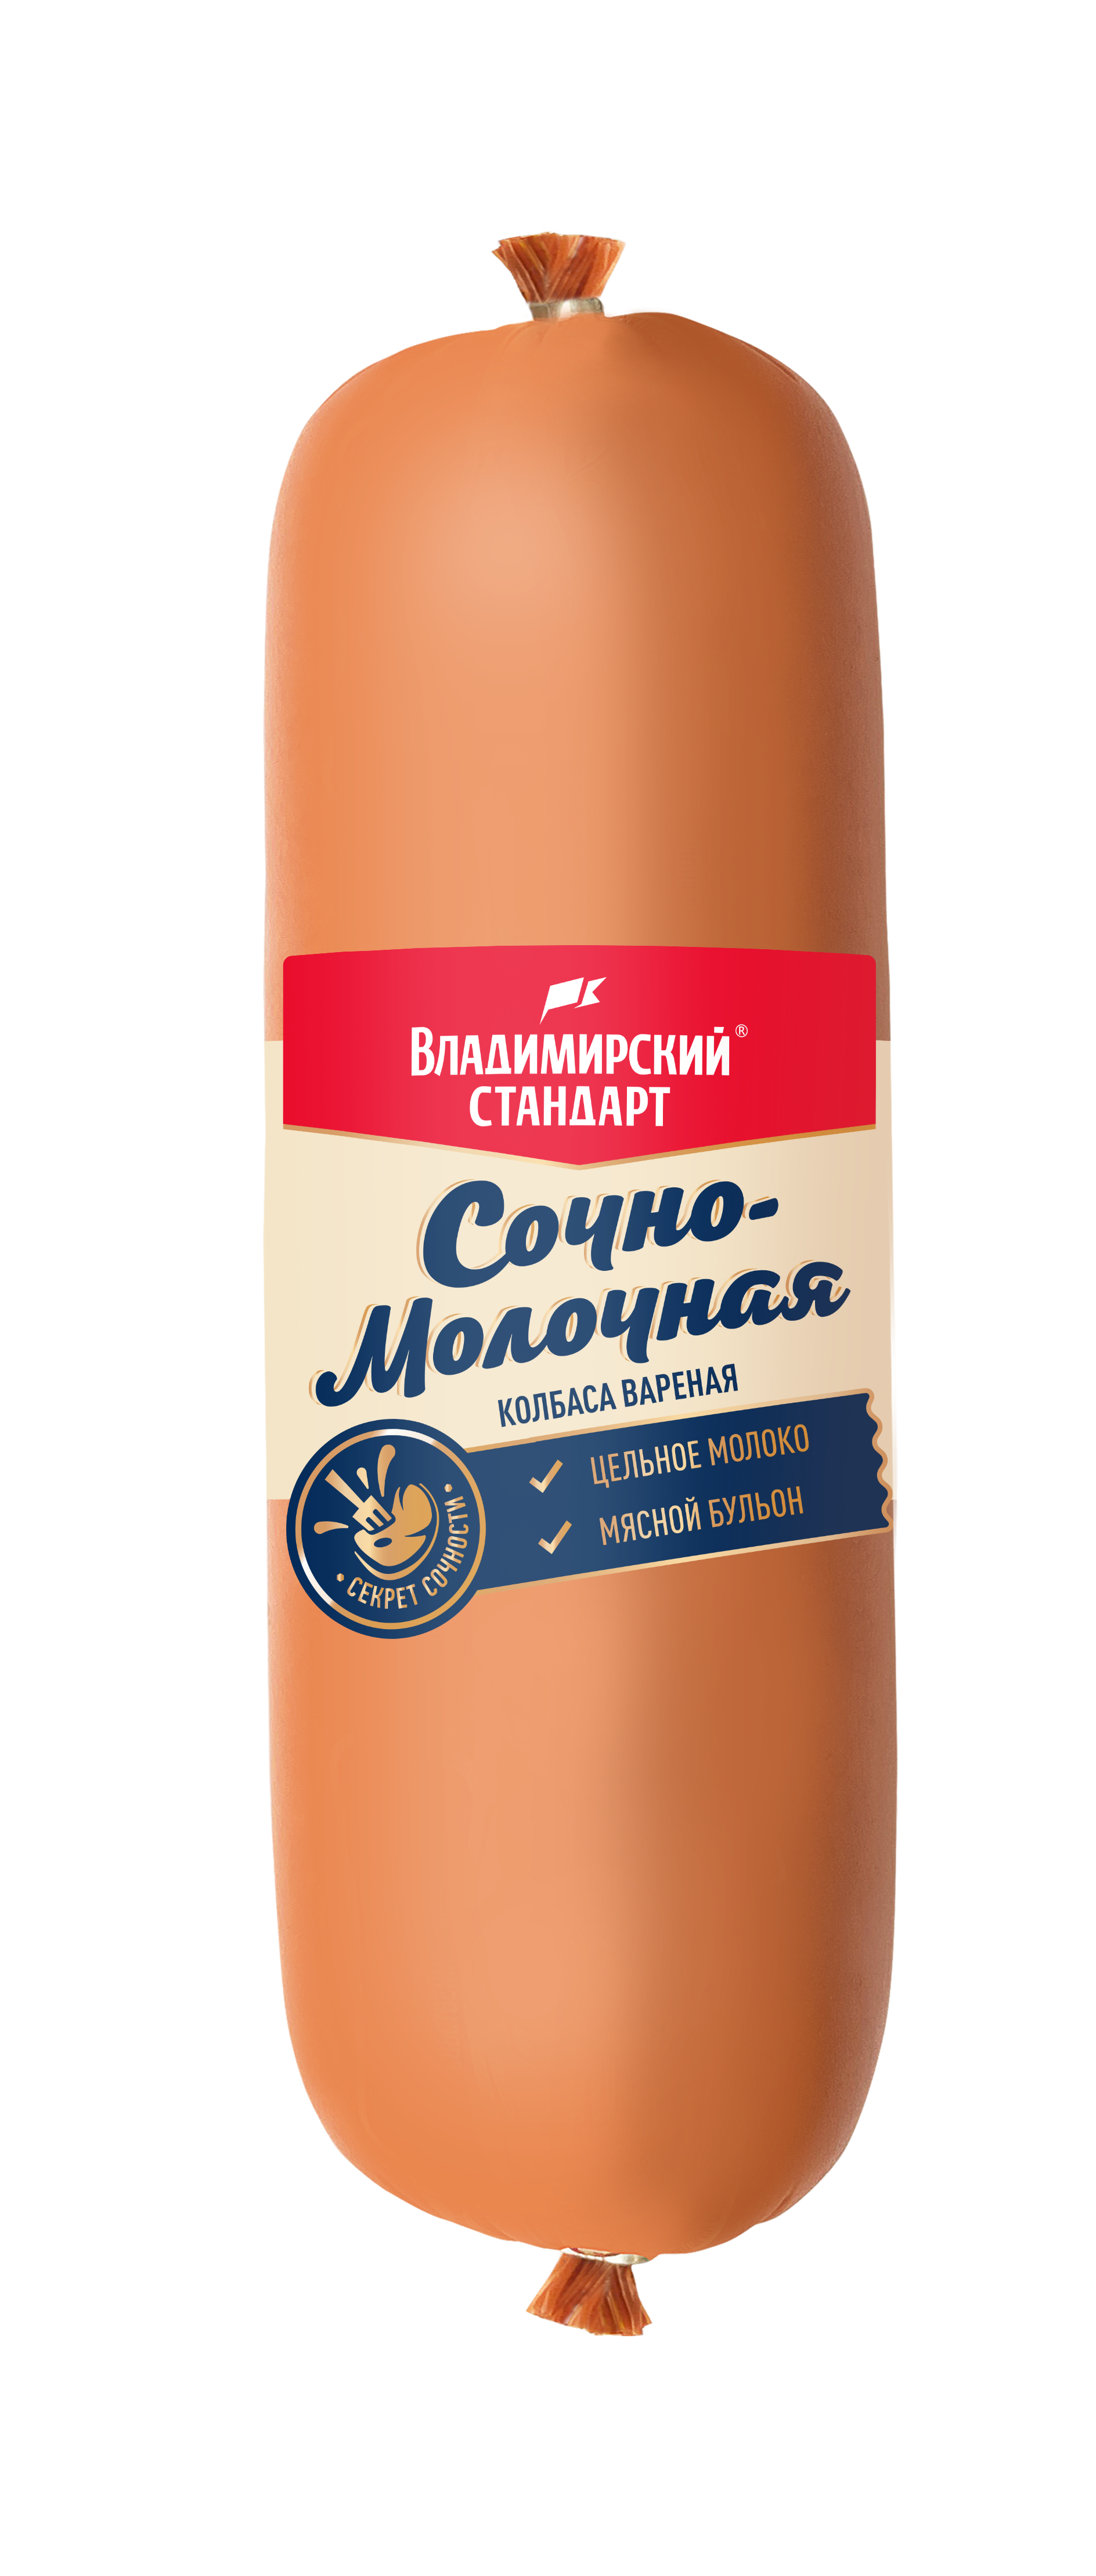 Владимирский®
стандарт
Сочно-
Молочная
КОЛБАСА ВАРЕНАЯ
ЦЕЛЬНОЕ МОЛОКО
МЯСНОЙ БУЛЬОН
• СЕКРЕТ СОЧНОСТИ •